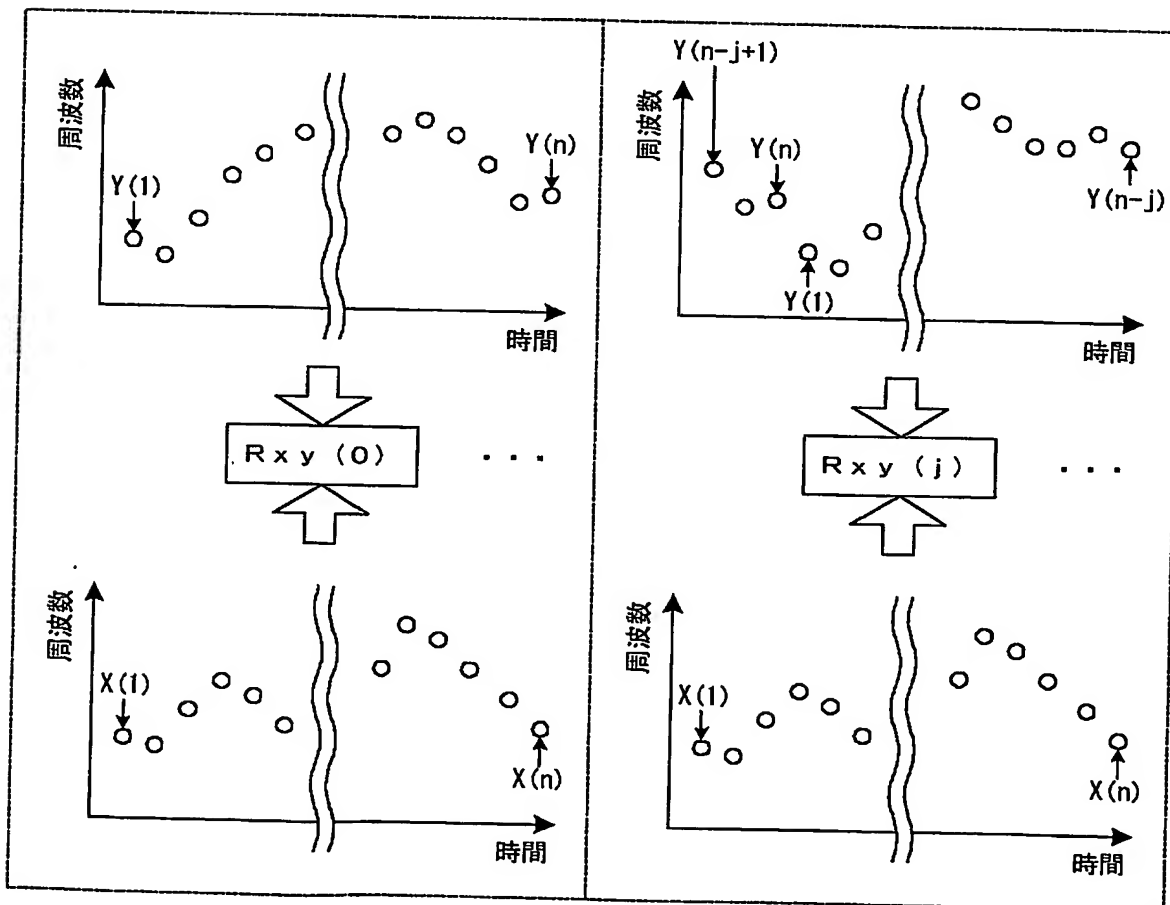 周波数
Y(1)
Y(n)
時間
Rxy(0)
...
周波数
X(1)
X(n)
時間
Y(n-j+1)
周波数
Y(n)
Y(n-j)
Y(1)
時間
Rxy(j)
...
周波数
X(1)
X(n)
時間